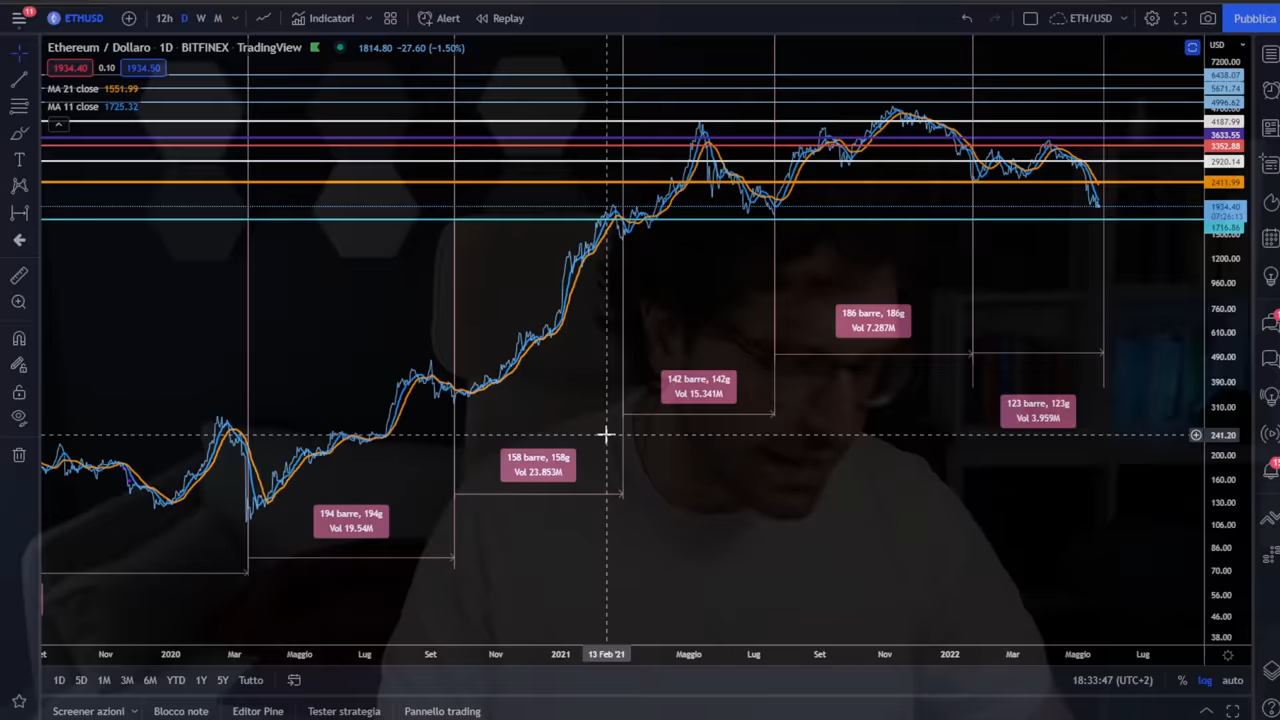 11
ETHUSD
12h D W M
Indicatori
Alert
Replay
ETH/USD
Pubblica
Ethereum / Dollaro · 1D · BITFINEX · TradingView
1814.80 −27.60 (−1.50%)
USD
1934.40 0.10 1934.50
MA 21 close 1551.99
MA 11 close 1725.32
7200.00
6438.07
5671.74
4996.62
4187.99
3633.55
3352.88
2920.14
2411.99
1934.40
07:26:13
1716.86
1200.00
960.00
760.00
610.00
490.00
390.00
310.00
241.20
200.00
160.00
130.00
106.00
86.00
70.00
56.00
46.00
38.00
186 barre, 186g
Vol 7.287M
142 barre, 142g
Vol 15.341M
123 barre, 123g
Vol 3.959M
158 barre, 158g
Vol 23.853M
194 barre, 194g
Vol 19.54M
Nov 2020 Mar Maggio Lug Set Nov 2021 13 Feb '21 Maggio Lug Set Nov 2022 Mar Maggio Lug
1D 5D 1M 3M 6M YTD 1Y 5Y Tutto
18:33:47 (UTC+2) % log auto
Screener azioni Blocco note Editor Pine Tester strategia Pannello trading